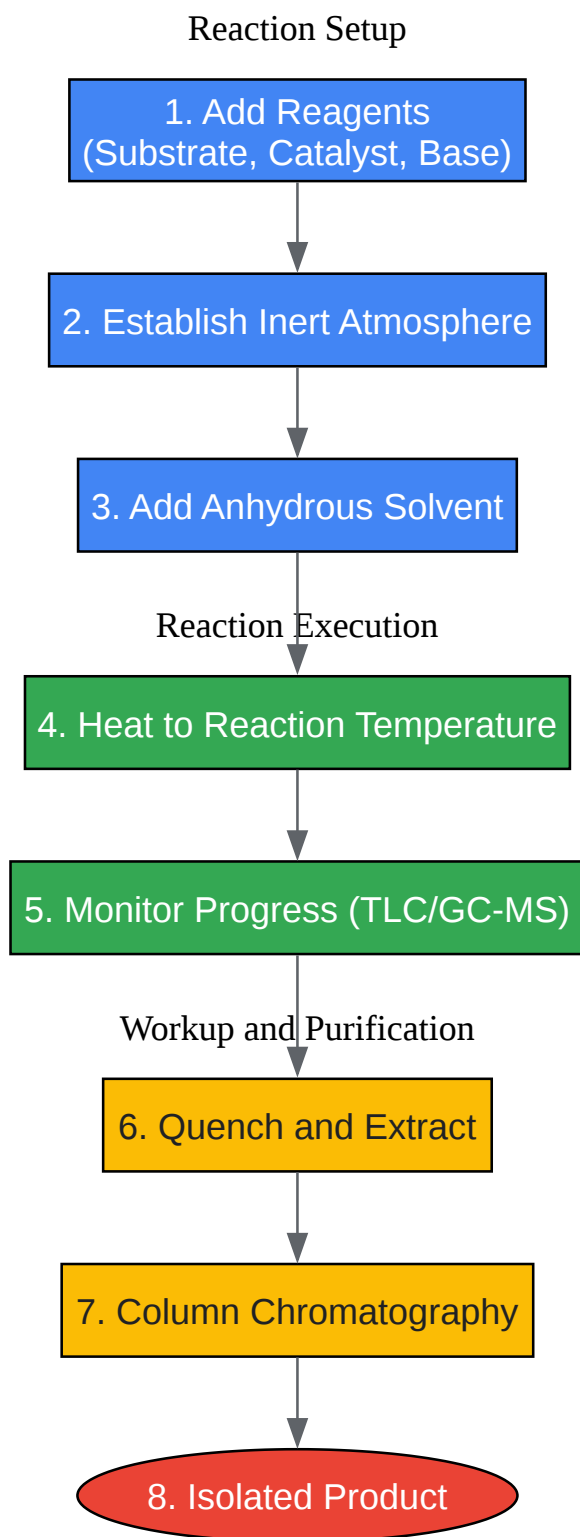 Reaction Setup
1. Add Reagents
(Substrate, Catalyst, Base)
2. Establish Inert Atmosphere
3. Add Anhydrous Solvent
Reaction Execution
4. Heat to Reaction Temperature
5. Monitor Progress (TLC/GC-MS)
Workup and Purification
6. Quench and Extract
7. Column Chromatography
8. Isolated Product